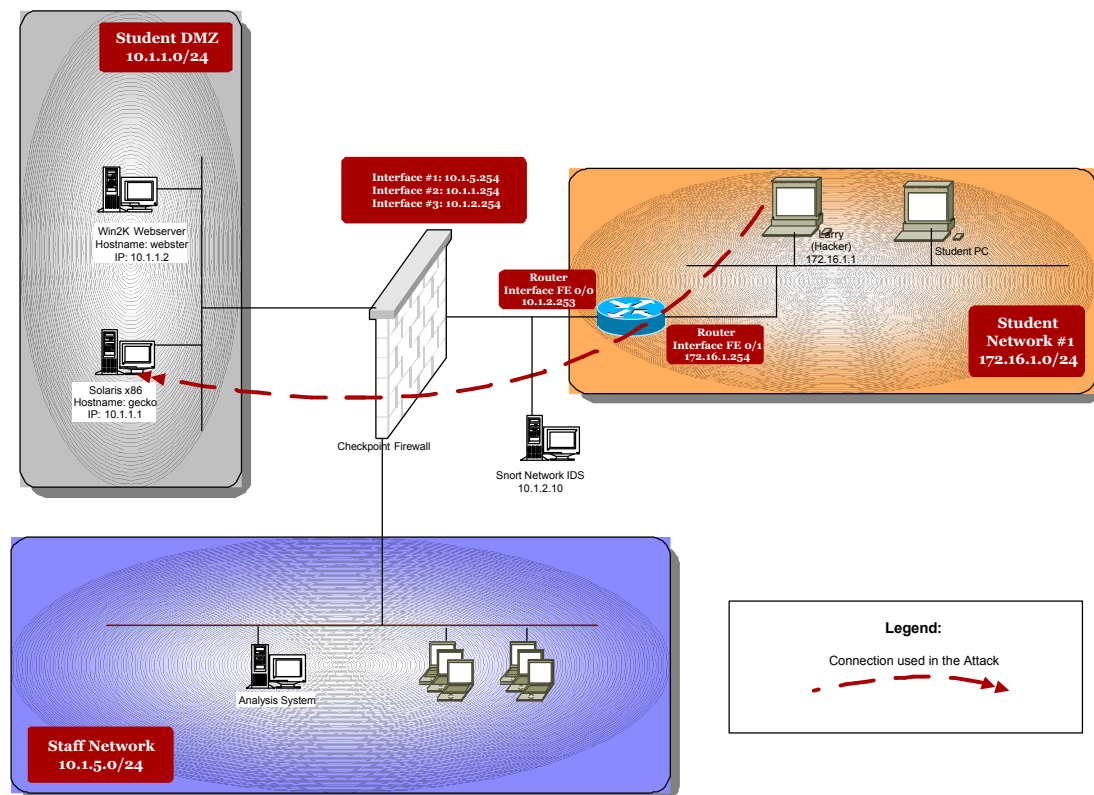 Student DMZ
10.1.1.0/24
Win2K Webserver
Hostname: webster
IP: 10.1.1.2
Solaris x86
Hostname: gecko
IP: 10.1.1.1
Interface #1: 10.1.5.254
Interface #2: 10.1.1.254
Interface #3: 10.1.2.254
Checkpoint Firewall
Router
Interface FE 0/0
10.1.2.253
Router
Interface FE 0/1
172.16.1.254
Larry
(Hacker)
172.16.1.1
Student PC
Student
Network #1
172.16.1.0/24
Snort Network IDS
10.1.2.10
Analysis System
Staff Network
10.1.5.0/24
Legend:
Connection used in the Attack